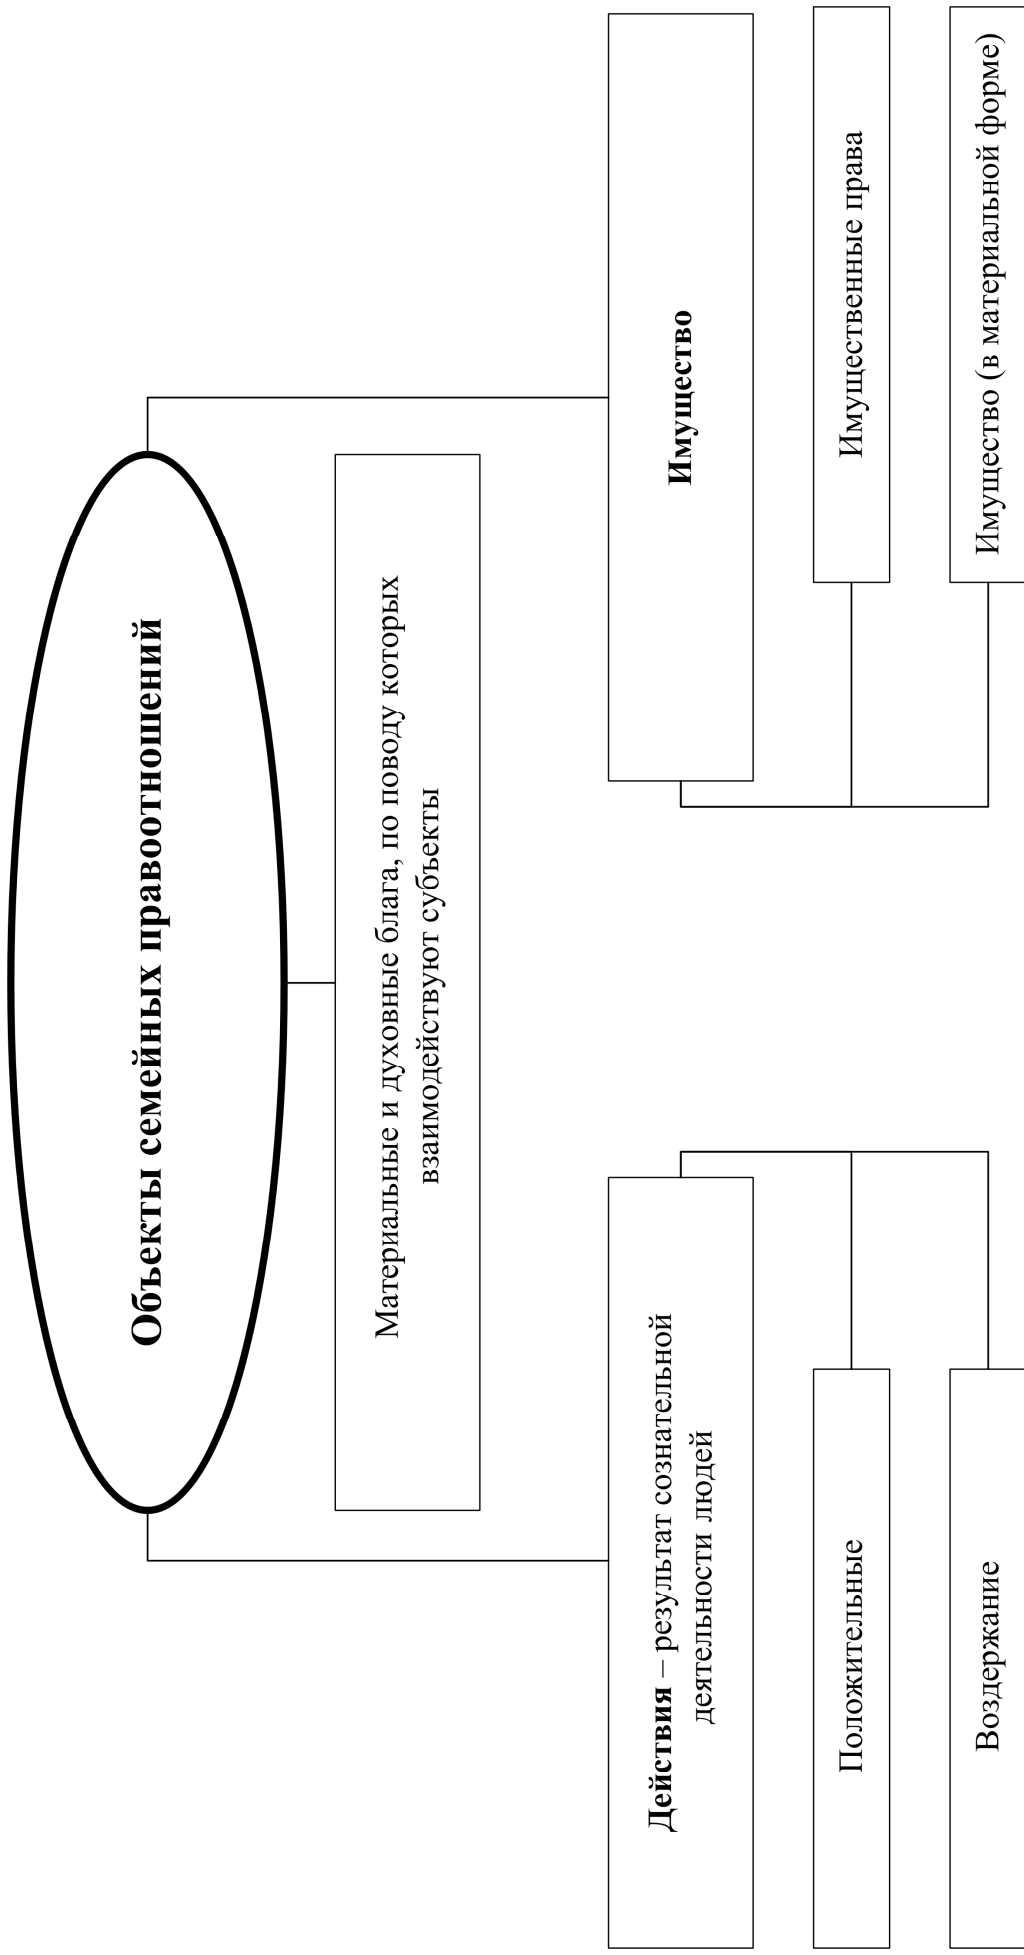 Объекты семейных правоотношений
Материальные и духовные блага, по поводу которых
взаимодействуют субъекты
Действия – результат сознательной
деятельности людей
Положительные
Воздержание
Имущество
Имущественные права
Имущество (в материальной форме)